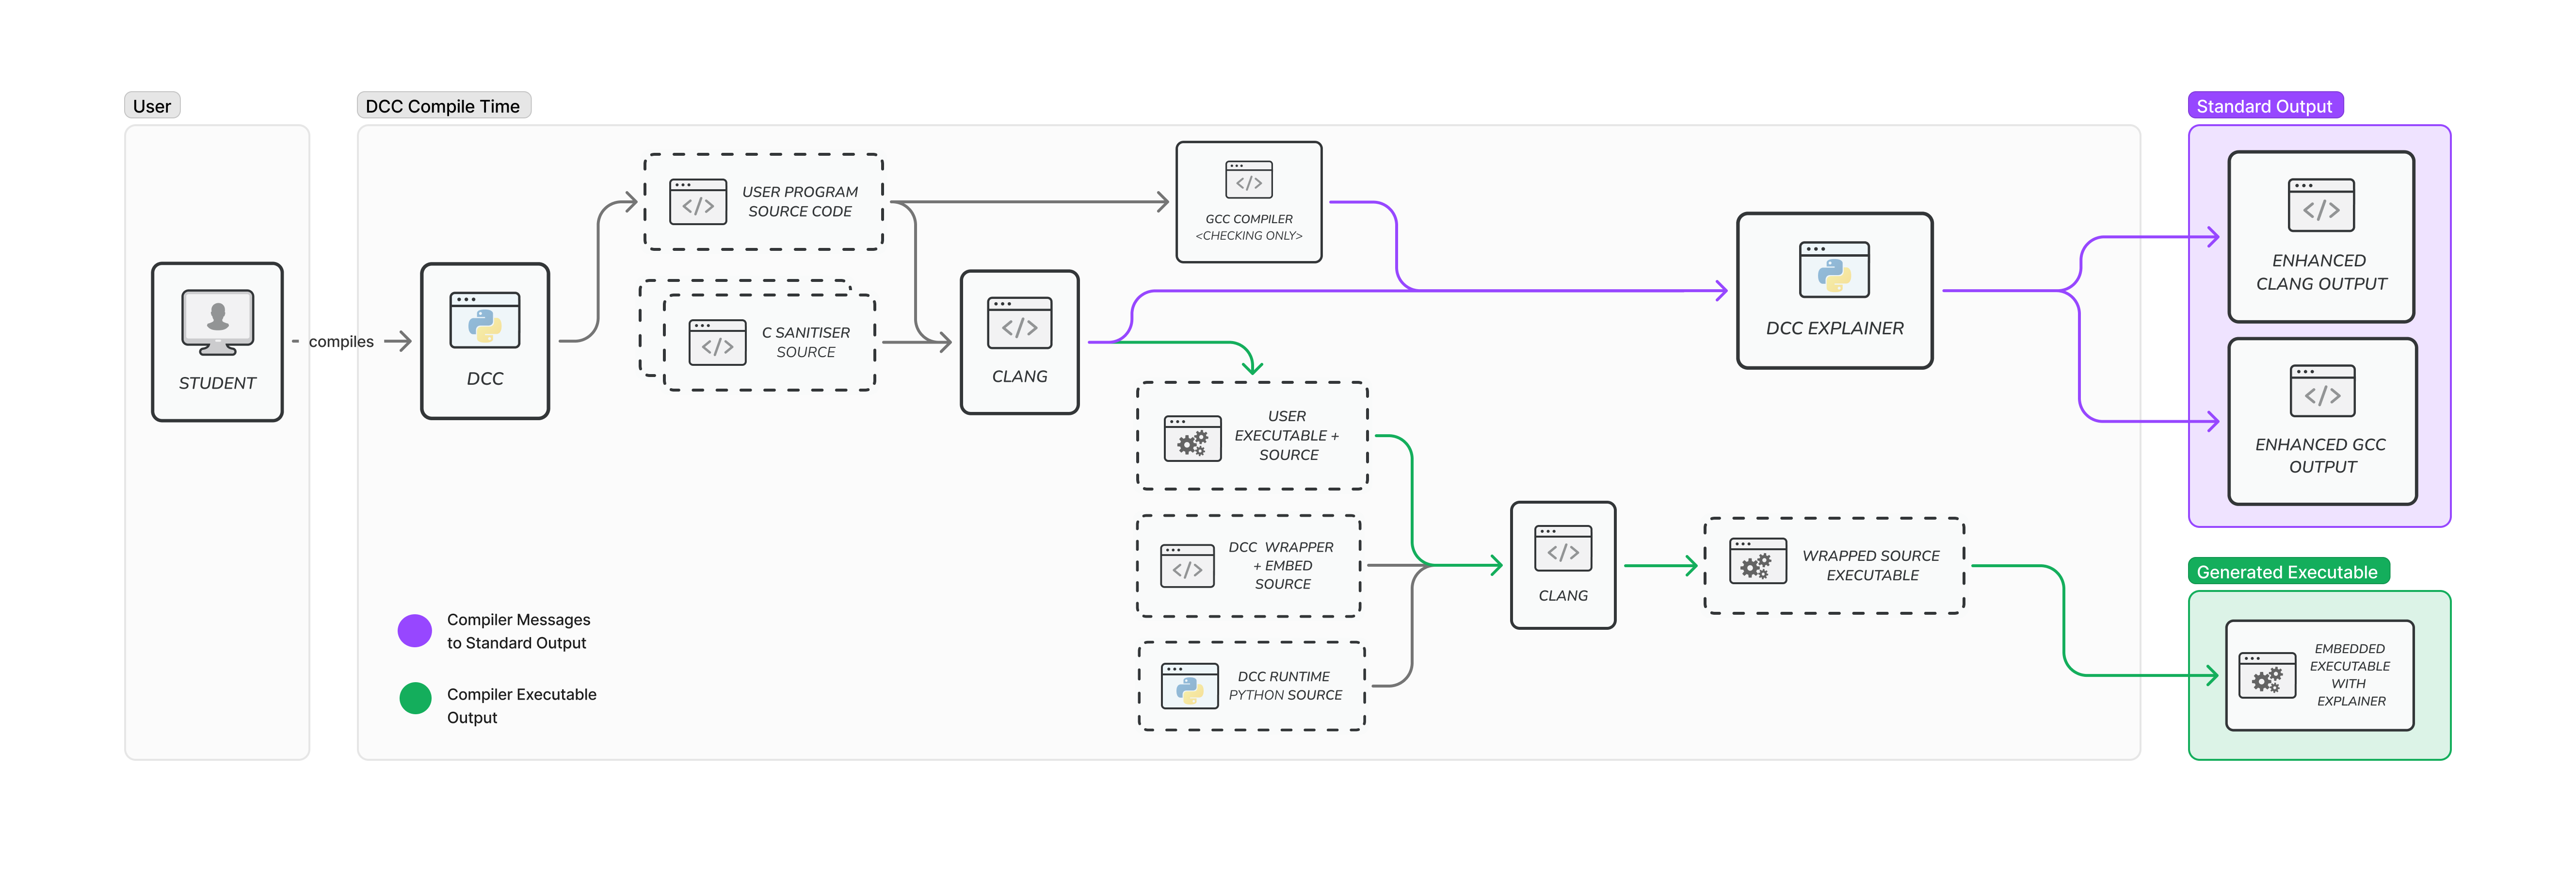 User
DCC Compile Time
Standard Output
STUDENT
compiles
DCC
USER PROGRAM
SOURCE CODE
C SANITISER
SOURCE
CLANG
GCC COMPILER
<CHECKING ONLY>
DCC EXPLAINER
ENHANCED
CLANG OUTPUT
ENHANCED GCC
OUTPUT
USER
EXECUTABLE +
SOURCE
DCC WRAPPER
+ EMBED
SOURCE
DCC RUNTIME
PYTHON SOURCE
CLANG
WRAPPED SOURCE
EXECUTABLE
Generated Executable
EMBEDDED
EXECUTABLE
WITH
EXPLAINER
Compiler Messages
to Standard Output
Compiler Executable
Output